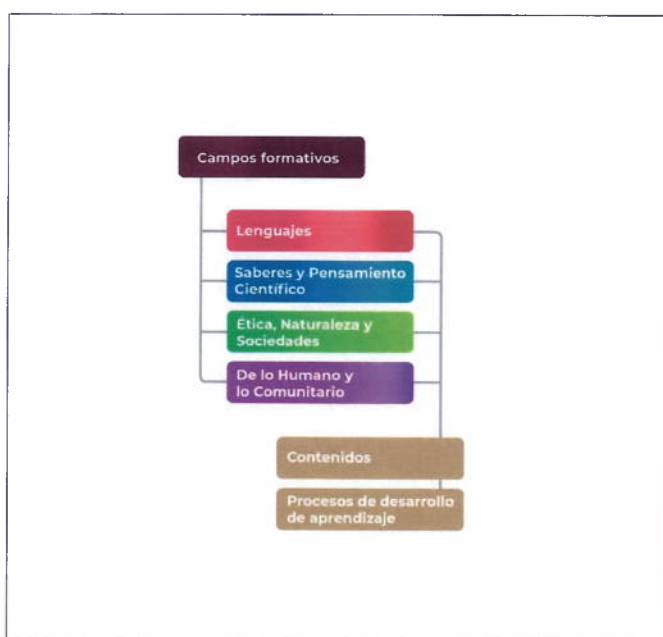 Campos formativos
Lenguajes
Saberes y Pensamiento
Científico
Ética, Naturaleza y
Sociedades
De lo Humano y
lo Comunitario
Contenidos
Procesos de desarrollo
de aprendizaje